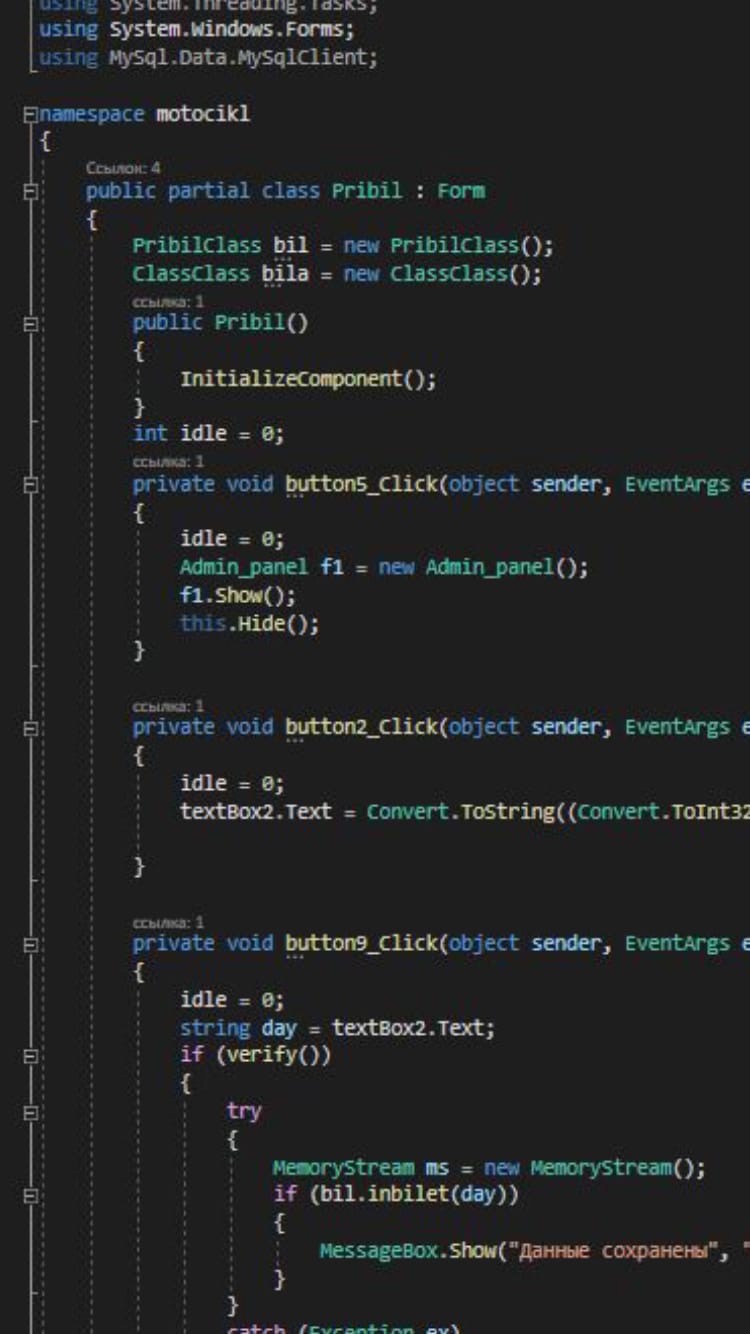 using System.Threading.Tasks;
using System.Windows.Forms;
using MySql.Data.MySqlClient;
namespace motocikl
{
Ссылок: 4
public partial class Pribil : Form
{
PribilClass bil = new PribilClass();
ClassClass bila = new ClassClass();
ссылка: 1
public Pribil()
{
InitializeComponent();
}
int idle = 0;
ссылка: 1
private void button5_Click(object sender, EventArgs e
{
idle = 0;
Admin_panel f1 = new Admin_panel();
f1.Show();
this.Hide();
}
ссылка: 1
private void button2_Click(object sender, EventArgs e
{
idle = 0;
textBox2.Text = Convert.ToString((Convert.ToInt32
}
ссылка: 1
private void button9_Click(object sender, EventArgs e
{
idle = 0;
string day = textBox2.Text;
if (verify())
{
try
{
MemoryStream ms = new MemoryStream();
if (bil.inbilet(day))
{
MessageBox.Show("Данные сохранены", "
}
}
catch (Exception ex)